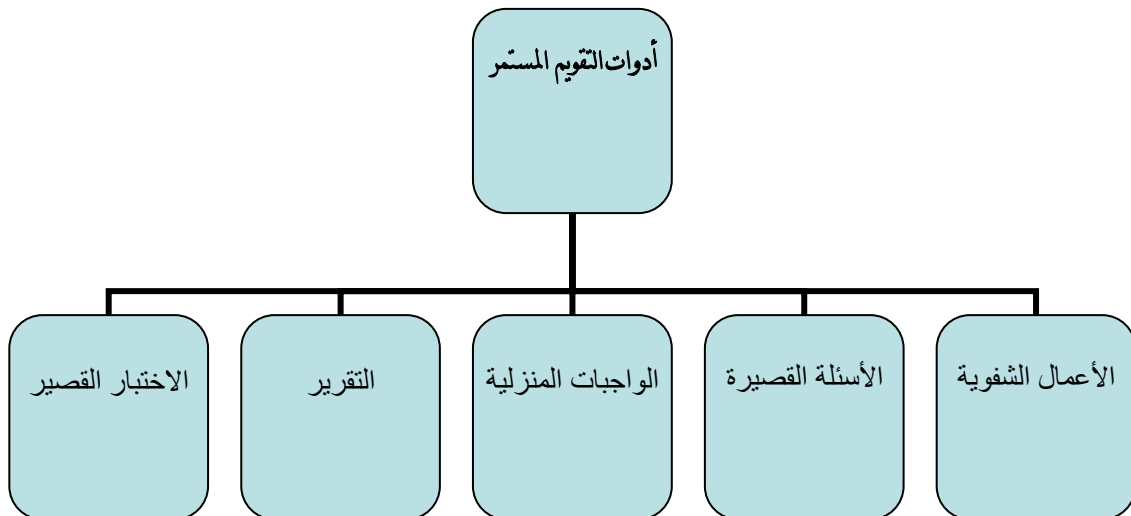 أدوات التقويم المستمر
الأعمال الشفوية
الأسئلة القصيرة
الواجبات المنزلية
التقرير
الاختبار القصير